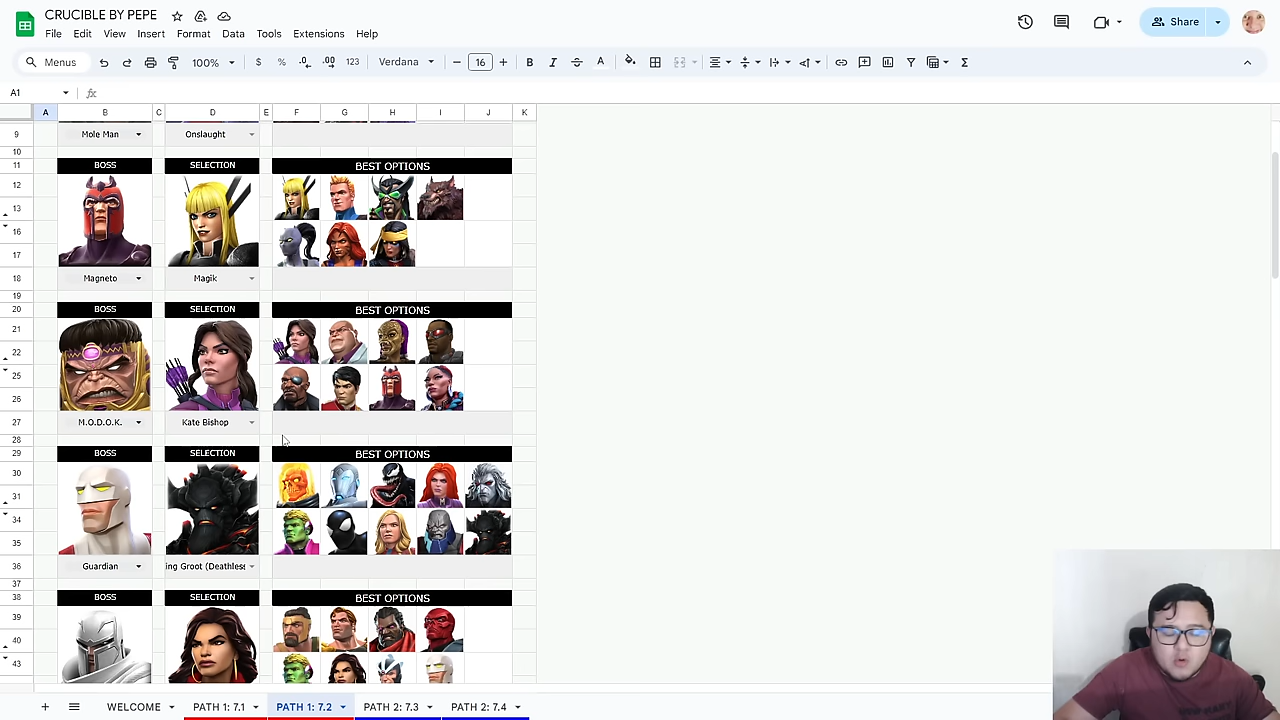 CRUCIBLE BY PEPE
File Edit View Insert Format Data Tools Extensions Help
Share
Menus 100% $ % .0 .00 123 Verdana 16 B I A
A1 fx
A B C D E F G H I J K
9 Mole Man Onslaught
10
11 BOSS SELECTION BEST OPTIONS
12
13
16
17
18 Magneto Magik
19
20 BOSS SELECTION BEST OPTIONS
21
22
25
26
27 M.O.D.O.K. Kate Bishop
28
29 BOSS SELECTION BEST OPTIONS
30
31
34
35
36 Guardian ing Groot (Deathless
37
38 BOSS SELECTION BEST OPTIONS
39
40
43
WELCOME PATH 1: 7.1 PATH 1: 7.2 PATH 2: 7.3 PATH 2: 7.4